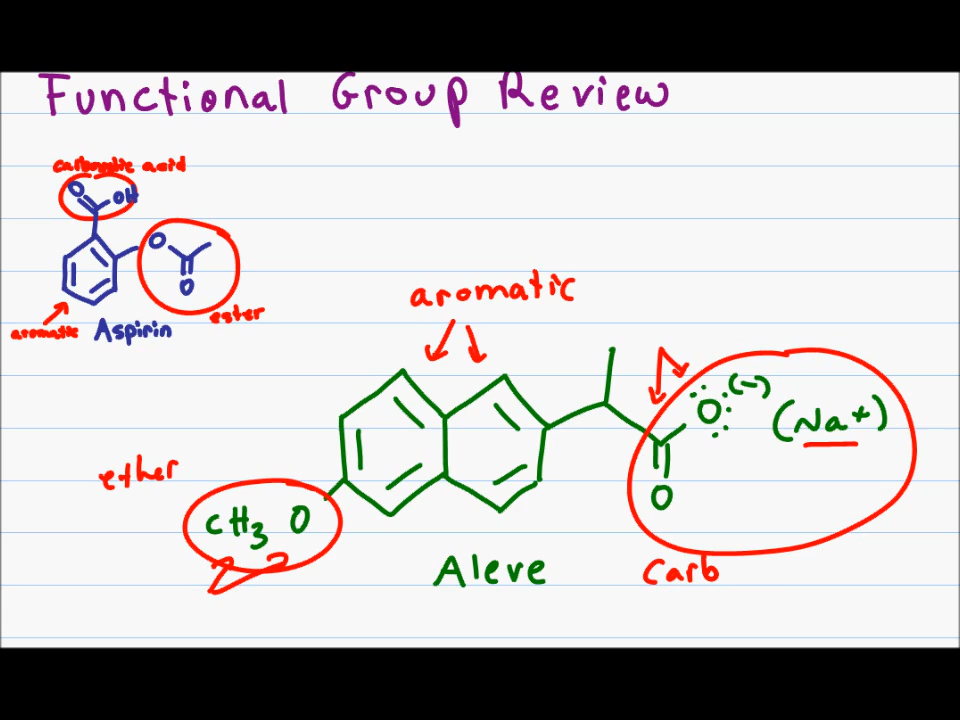 Functional Group Review
carboxylic acid
O
OH
O
O
ester
aromatic
Aspirin
aromatic
O (-)
(Na+)
O
ether
CH3 O
Aleve
Carb